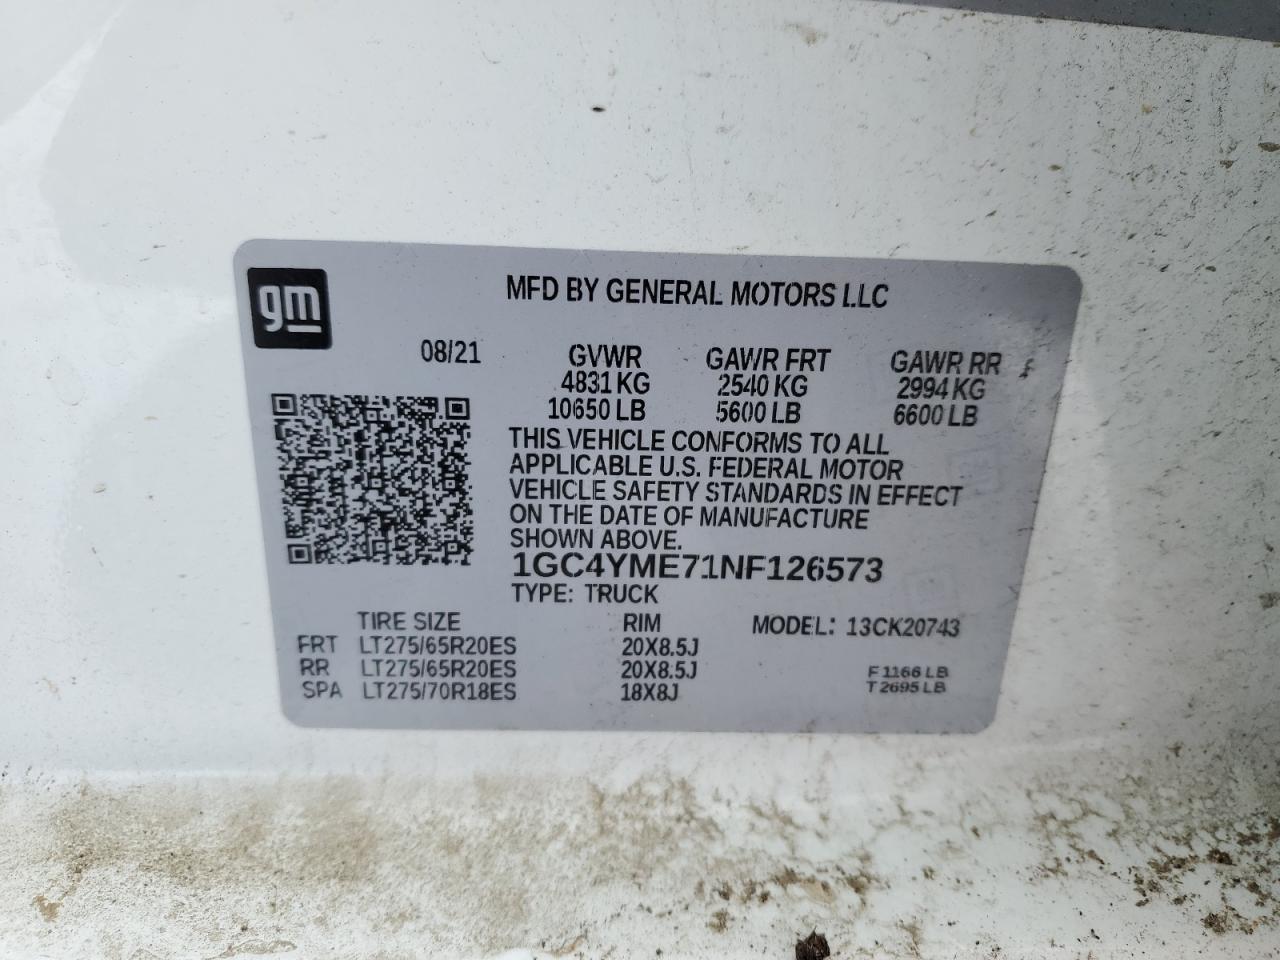 gm
MFD BY GENERAL MOTORS LLC
08/21 GVWR GAWR FRT GAWR RR
4831 KG 2540 KG 2994 KG
10650 LB 5600 LB 6600 LB
THIS VEHICLE CONFORMS TO ALL
APPLICABLE U.S. FEDERAL MOTOR
VEHICLE SAFETY STANDARDS IN EFFECT
ON THE DATE OF MANUFACTURE
SHOWN ABOVE.
1GC4YME71NF126573
TYPE: TRUCK
TIRE SIZE RIM MODEL: 13CK20743
FRT LT275/65R20ES 20X8.5J
RR LT275/65R20ES 20X8.5J F 1166 LB
SPA LT275/70R18ES 18X8J T 2695 LB